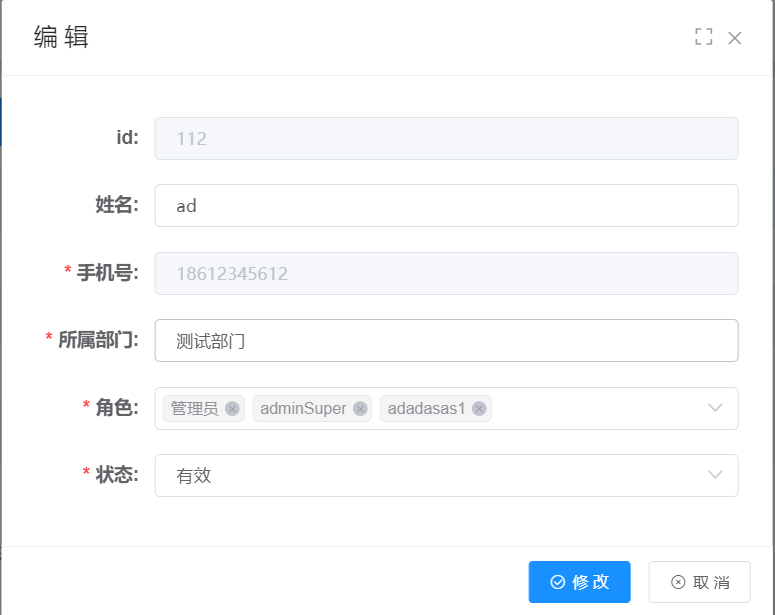 编辑
id: 112
姓名: ad
* 手机号: 18612345612
* 所属部门: 测试部门
* 角色: 管理员 adminSuper adadasas1
* 状态: 有效
修改 取消